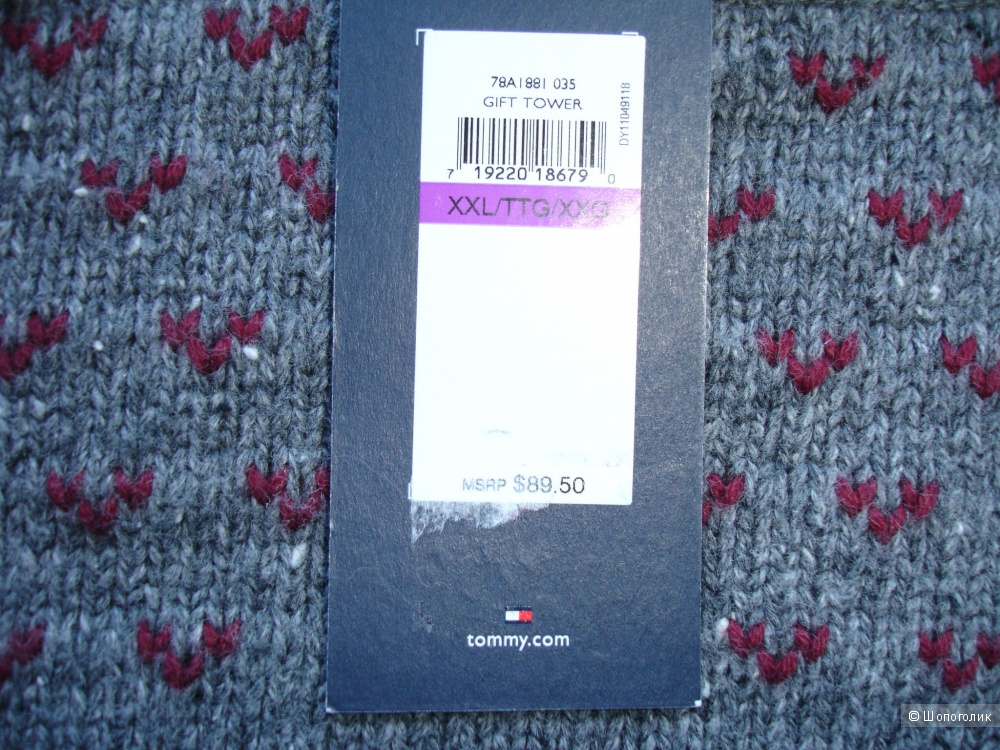 78A1881 035
GIFT TOWER
DY11049118
7 19220 18679 0
XXL/TTG/XXG
MSRP $89.50
tommy.com
© Шопоголик